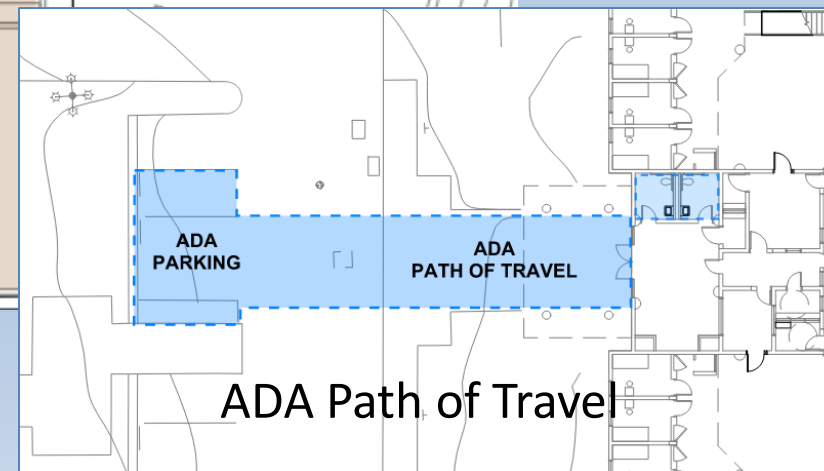 ADA
PARKING
ADA
PATH OF TRAVEL
ADA Path of Travel